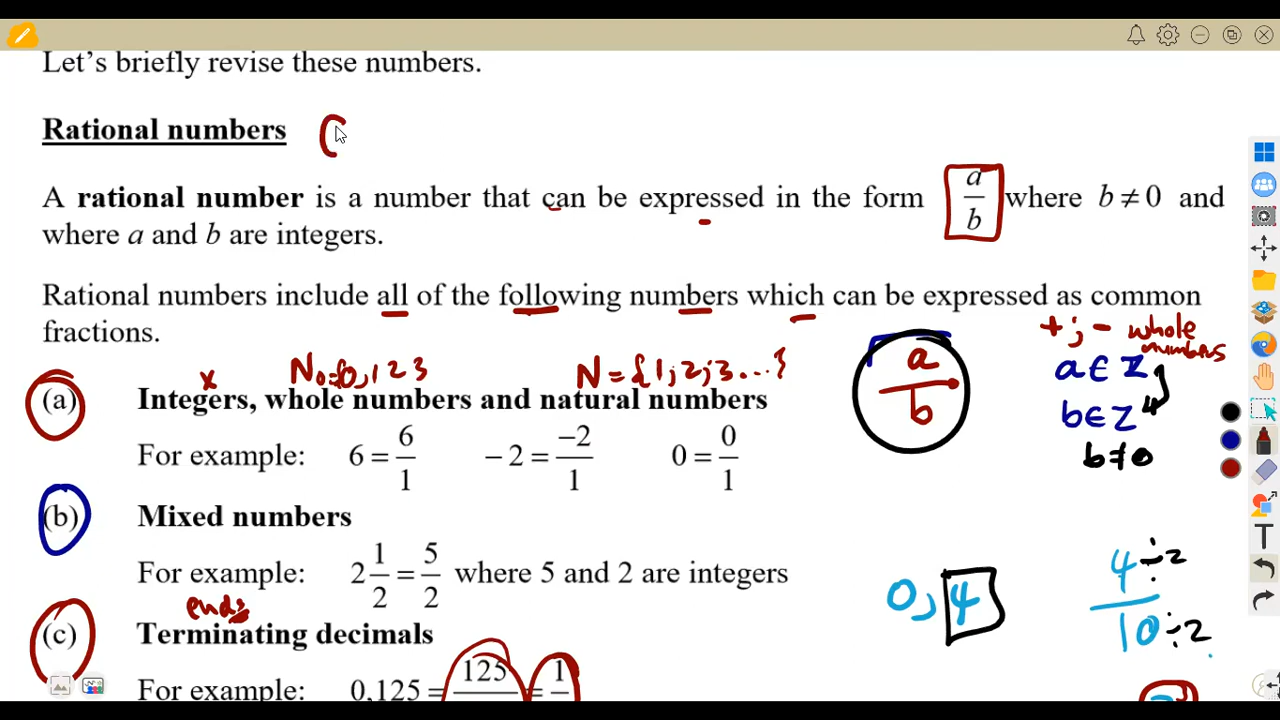 Let's briefly revise these numbers.
Rational numbers (
A rational number is a number that can be expressed in the form a/b where b ≠ 0 and
where a and b are integers.
Rational numbers include all of the following numbers which can be expressed as common
fractions.
+ ; - whole
numbers
a ∈ Z
b ∈ Z
b ≠ 0
a/b
x N₀={0,1 2 3 N={1;2;3...}
(a) Integers, whole numbers and natural numbers
For example: 6 = 6/1 -2 = -2/1 0 = 0/1
(b) Mixed numbers
For example: 2 1/2 = 5/2 where 5 and 2 are integers
0,4 4÷2/10÷2
ends
(c) Terminating decimals
For example: 0,125 = 125 = 1
T